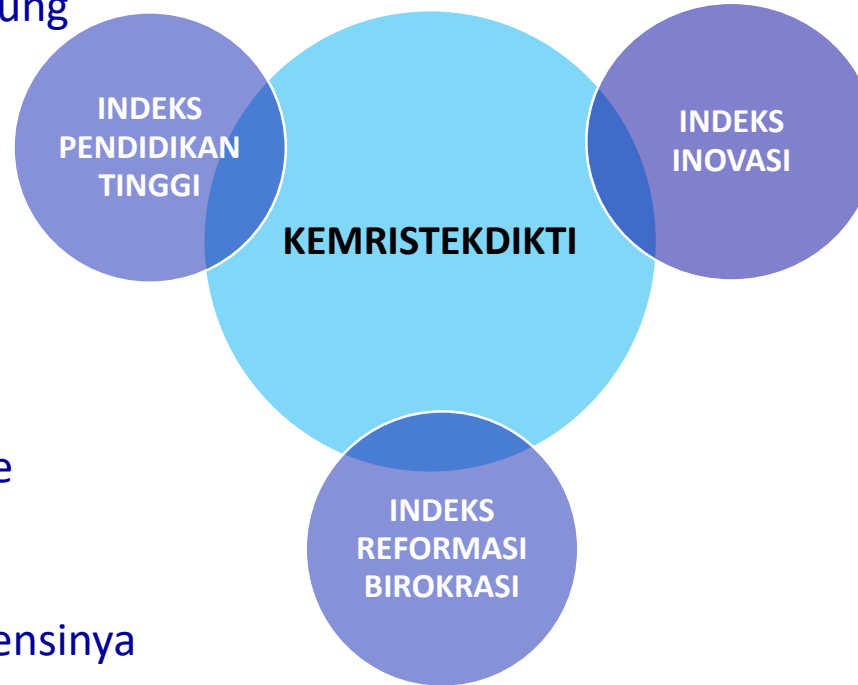 INDEKS
PENDIDIKAN
TINGGI
INDEKS
INOVASI
KEMRISTEKDIKTI
INDEKS
REFORMASI
BIROKRASI